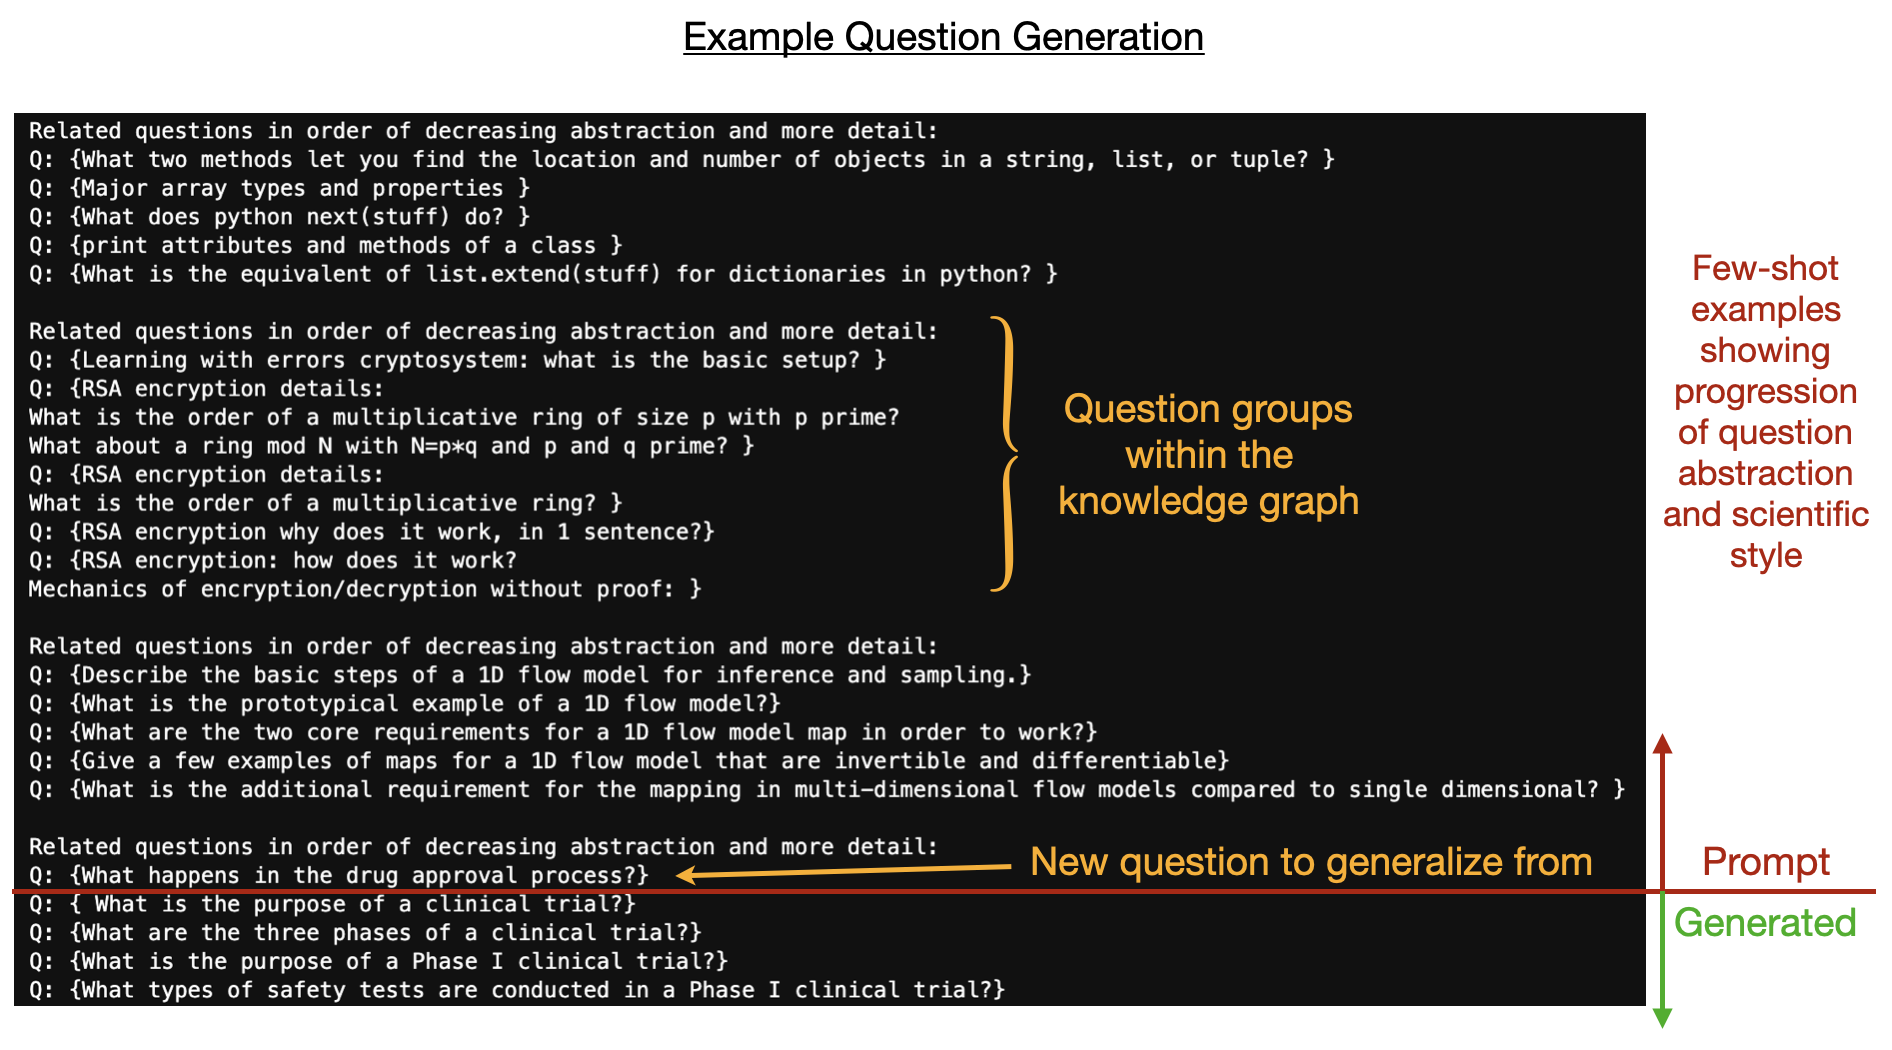 Example Question Generation
Related questions in order of decreasing abstraction and more detail:
Q: {What two methods let you find the location and number of objects in a string, list, or tuple? }
Q: {Major array types and properties }
Q: {What does python next(stuff) do? }
Q: {print attributes and methods of a class }
Q: {What is the equivalent of list.extend(stuff) for dictionaries in python? }
Related questions in order of decreasing abstraction and more detail:
Q: {Learning with errors cryptosystem: what is the basic setup? }
Q: {RSA encryption details:
What is the order of a multiplicative ring of size p with p prime?
What about a ring mod N with N=p*q and p and q prime? }
Q: {RSA encryption details:
What is the order of a multiplicative ring? }
Q: {RSA encryption why does it work, in 1 sentence?}
Q: {RSA encryption: how does it work?
Mechanics of encryption/decryption without proof: }
Question groups
within the
knowledge graph
Few-shot
examples
showing
progression
of question
abstraction
and scientific
style
Related questions in order of decreasing abstraction and more detail:
Q: {Describe the basic steps of a 1D flow model for inference and sampling.}
Q: {What is the prototypical example of a 1D flow model?}
Q: {What are the two core requirements for a 1D flow model map in order to work?}
Q: {Give a few examples of maps for a 1D flow model that are invertible and differentiable}
Q: {What is the additional requirement for the mapping in multi-dimensional flow models compared to single dimensional? }
Related questions in order of decreasing abstraction and more detail:
Q: {What happens in the drug approval process?}
New question to generalize from
Prompt
Q: { What is the purpose of a clinical trial?}
Q: {What are the three phases of a clinical trial?}
Q: {What is the purpose of a Phase I clinical trial?}
Q: {What types of safety tests are conducted in a Phase I clinical trial?}
Generated